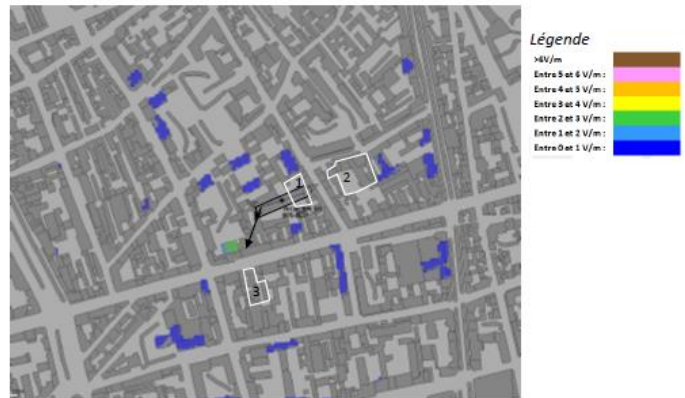 Légende
>6V/m
Entre 5 et 6 V/m :
Entre 4 et 5 V/m :
Entre 3 et 4 V/m :
Entre 2 et 3 V/m :
Entre 1 et 2 V/m :
Entre 0 et 1 V/m :
1
2
3